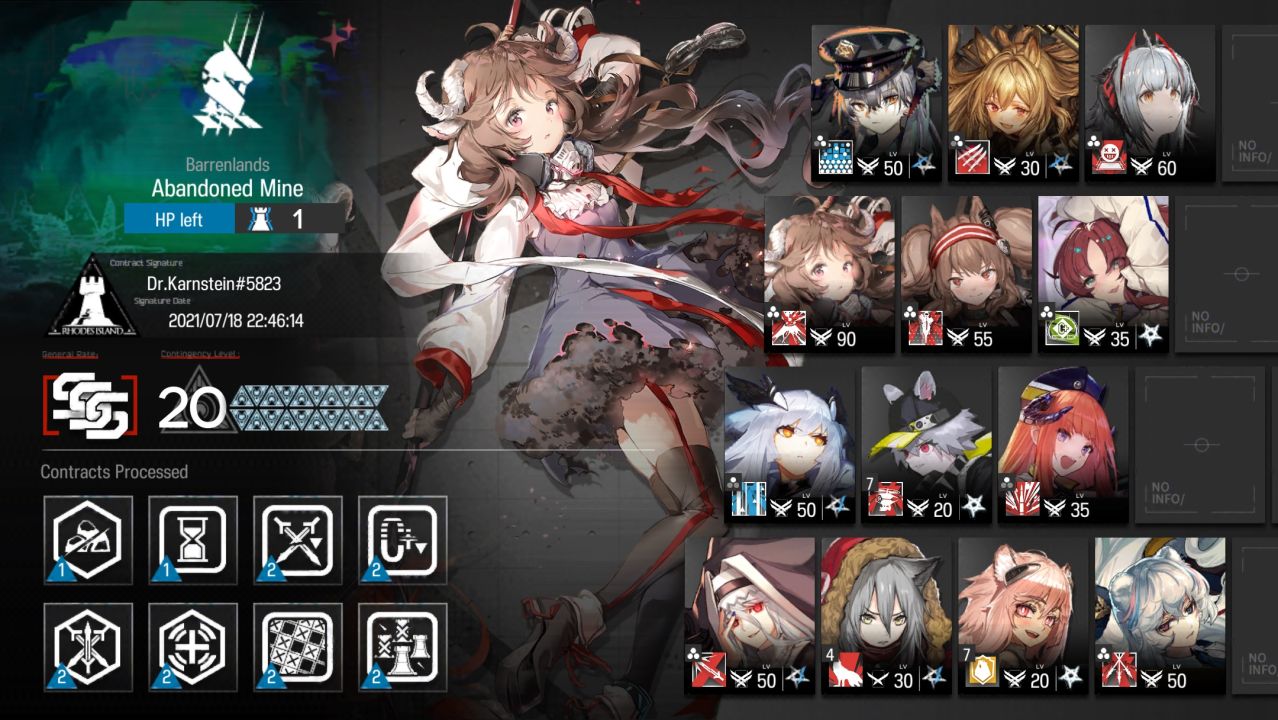 Barrenlands
Abandoned Mine
HP left 1
Contract Signature
Dr.Karnstein#5823
Signature Date
2021/07/18 22:46:14
RHODES ISLAND
General Rate:
Contingency Level:
20
Contracts Processed
1 1 2 2
2 2 2 2
LV 50
LV 30
LV 60
NO INFO/
LV 90
LV 55
LV 35
NO INFO/
LV 50
7 LV 20
LV 35
NO INFO/
LV 50
4 LV 30
7 LV 20
LV 50
NO INFO